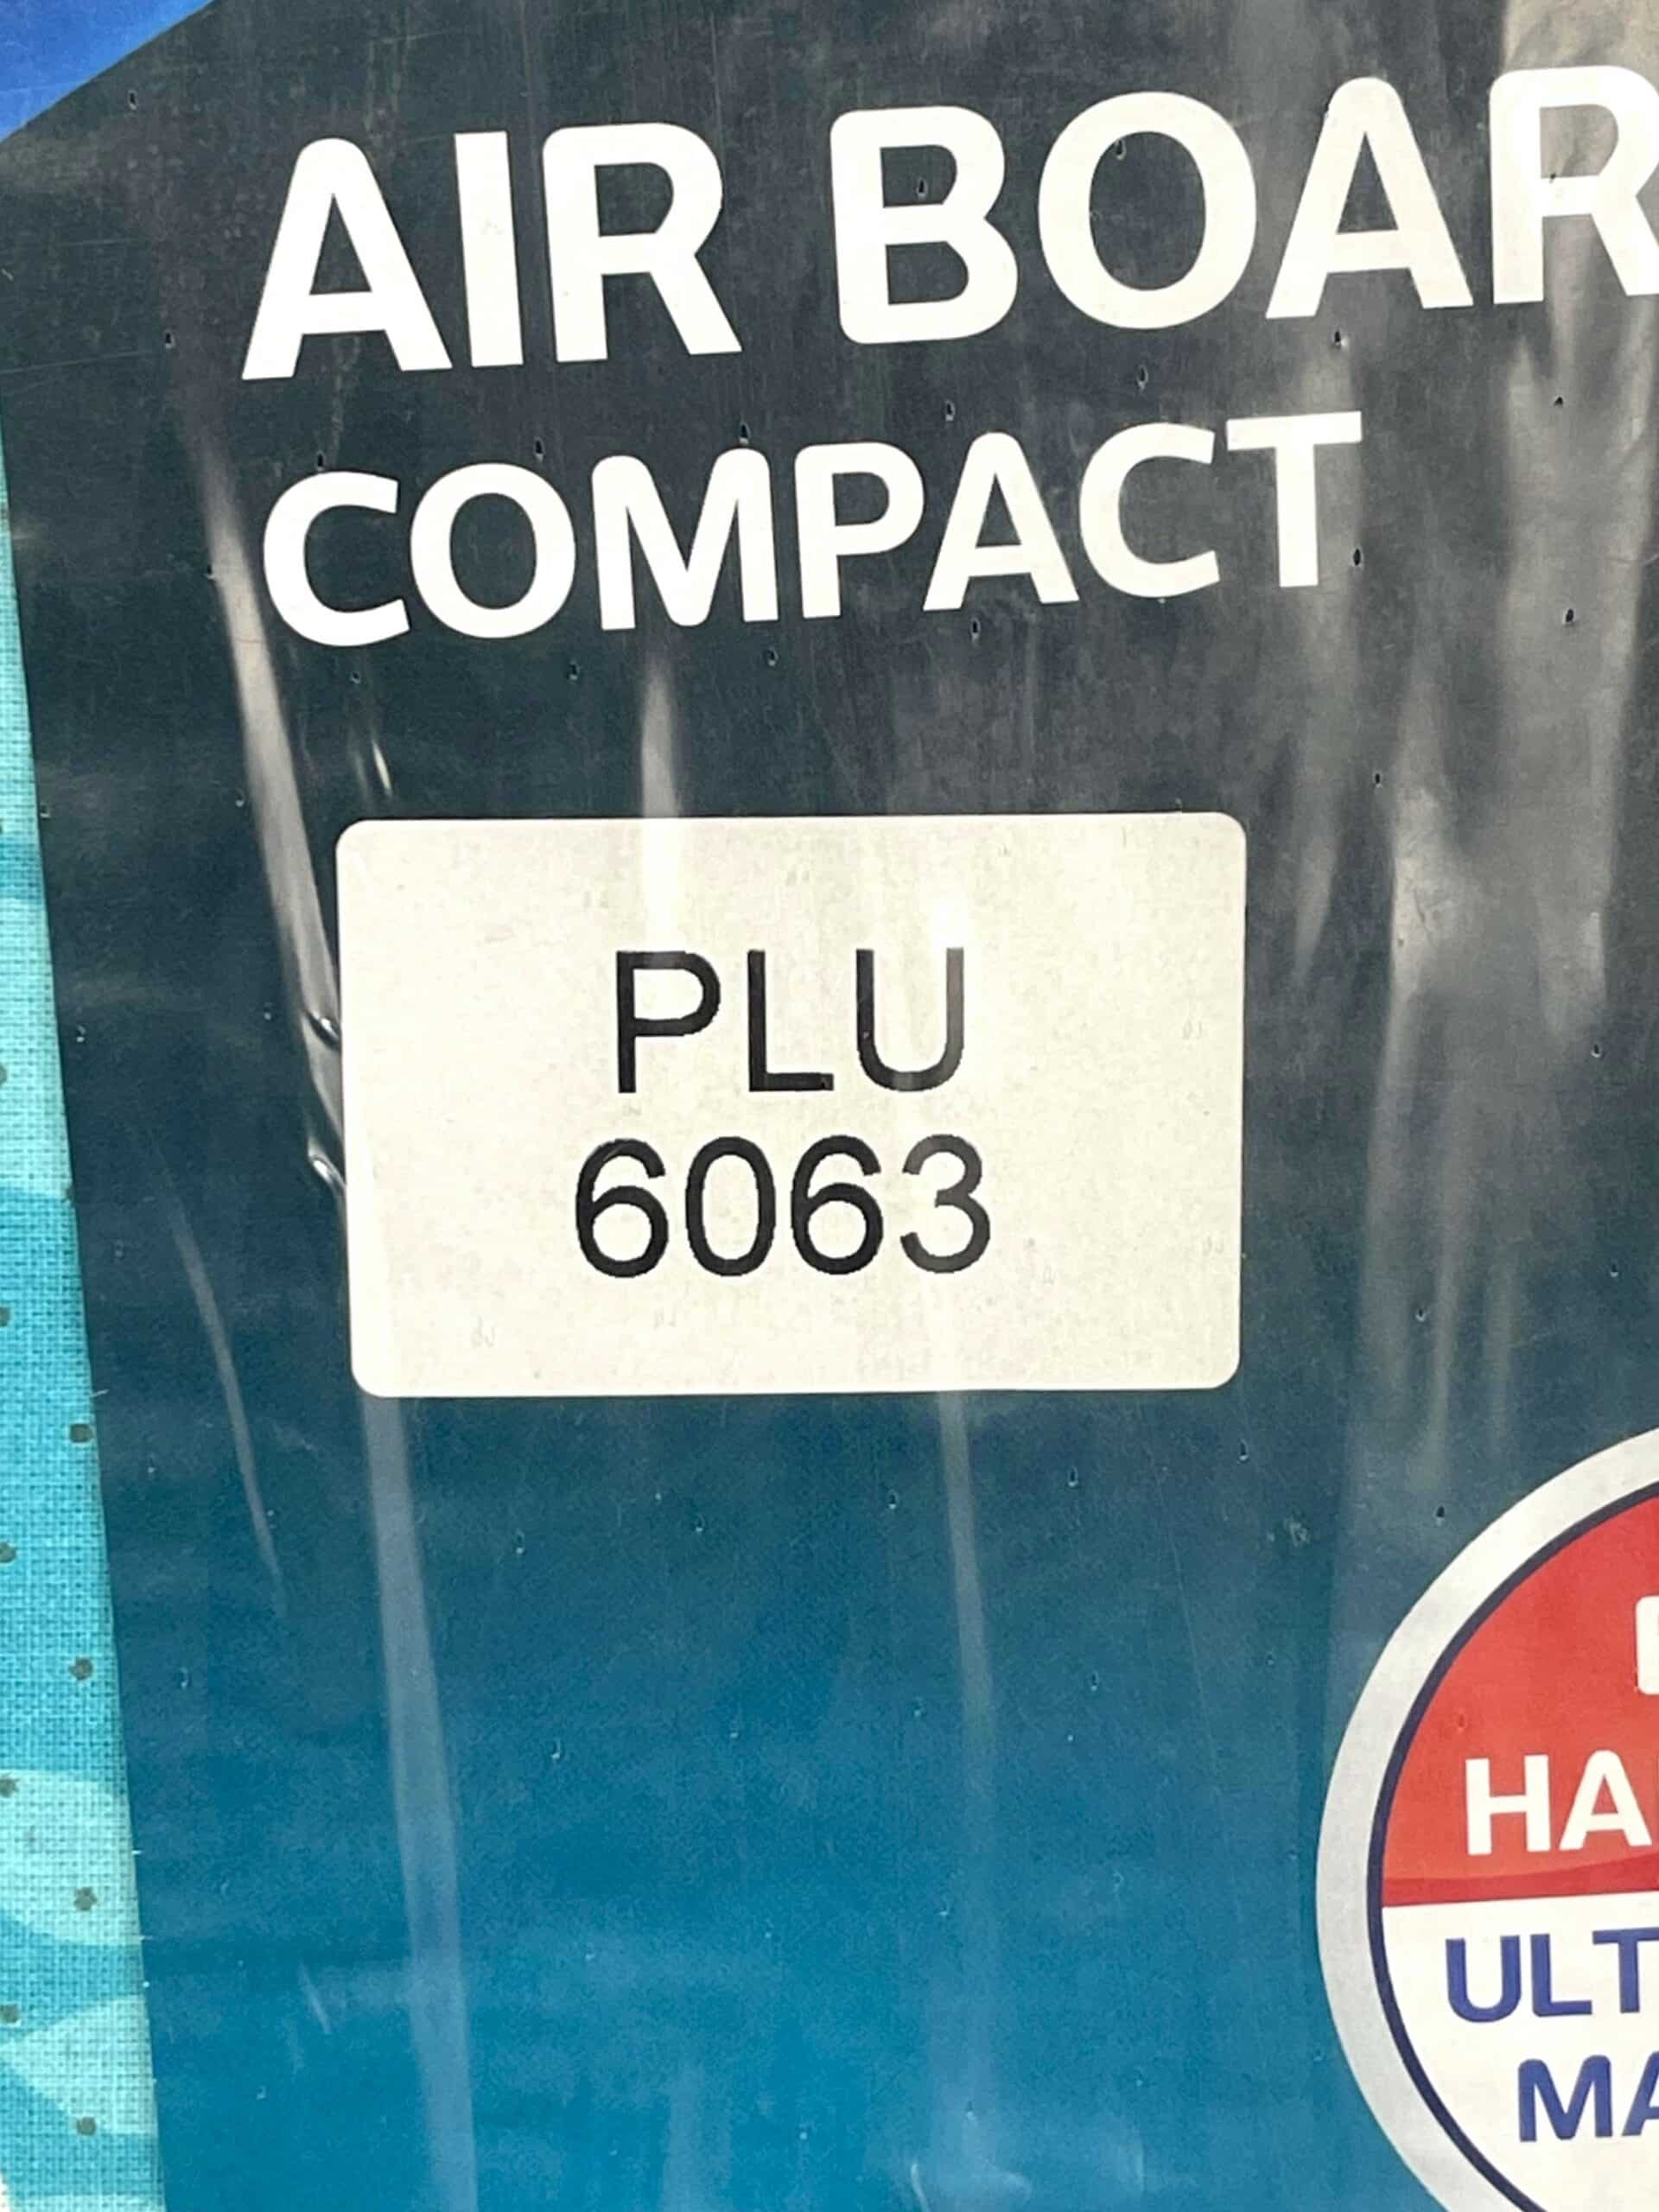 AIR BOAR
COMPACT
PLU
6063
HA
ULT
MA